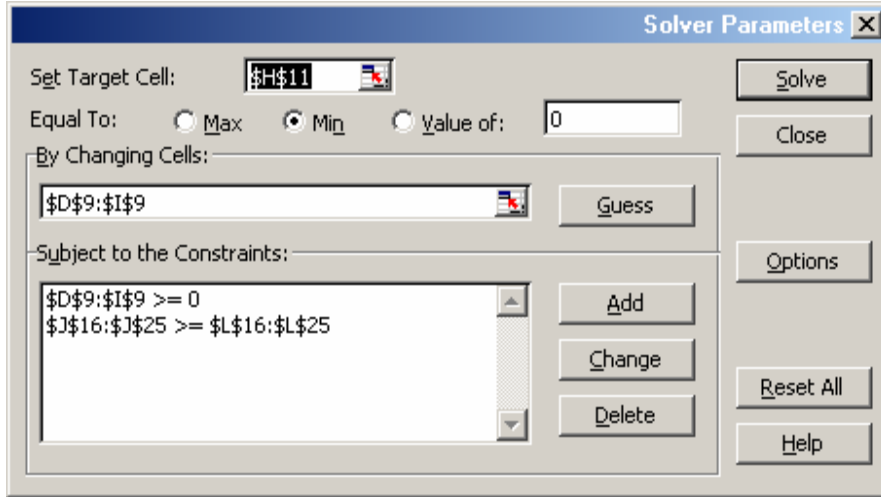 Solver Parameters
Set Target Cell: $H$11 Solve
Equal To: Max Min Value of: 0 Close
By Changing Cells:
$D$9:$I$9 Guess
Subject to the Constraints: Options
$D$9:$I$9 >= 0 Add
$J$16:$J$25 >= $L$16:$L$25
Change
Reset All
Delete
Help